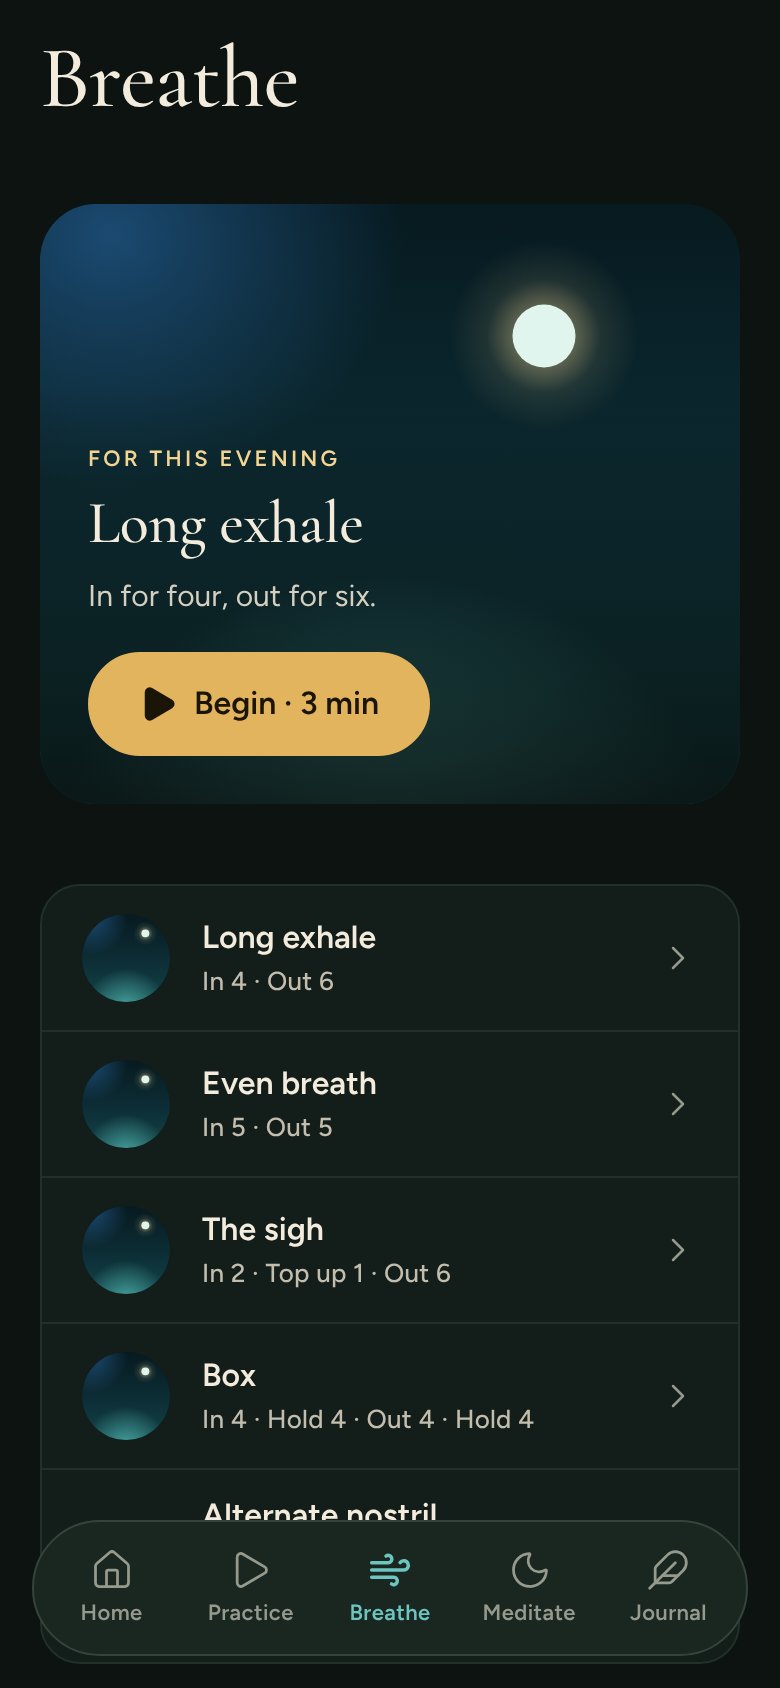 Breathe
FOR THIS EVENING
Long exhale
In for four, out for six.
Begin · 3 min
Long exhale
In 4 · Out 6
Even breath
In 5 · Out 5
The sigh
In 2 · Top up 1 · Out 6
Box
In 4 · Hold 4 · Out 4 · Hold 4
Alternate nostril
Home
Practice
Breathe
Meditate
Journal